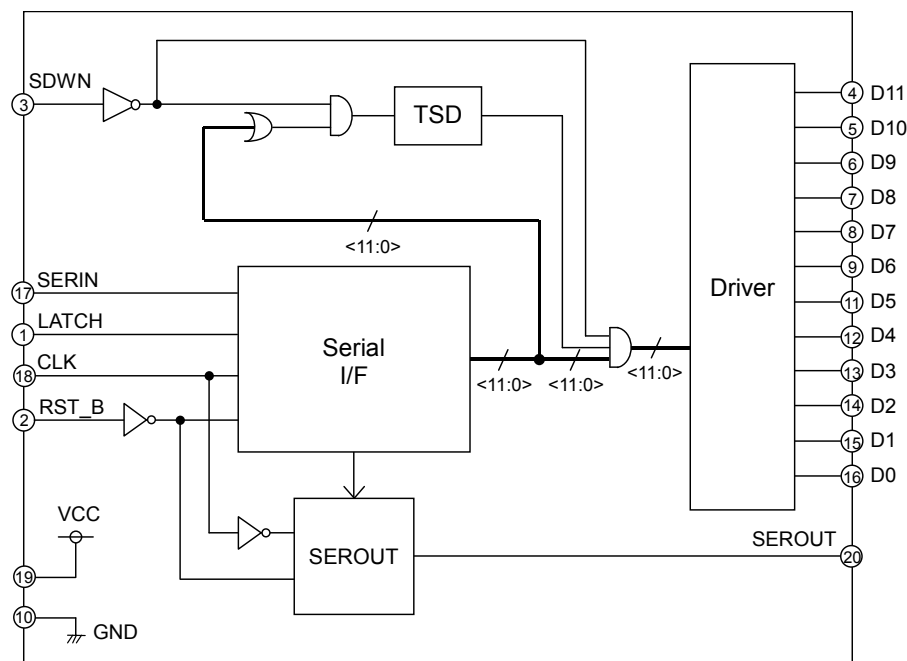 SDWN
3
TSD
4 D11
5 D10
6 D9
7 D8
8 D7
9 D6
11 D5
12 D4
13 D3
14 D2
15 D1
16 D0
Driver
<11:0>
17 SERIN
1 LATCH
18 CLK
2 RST_B
Serial
I/F
<11:0>
<11:0>
<11:0>
VCC
19
10
GND
SEROUT
SEROUT
20